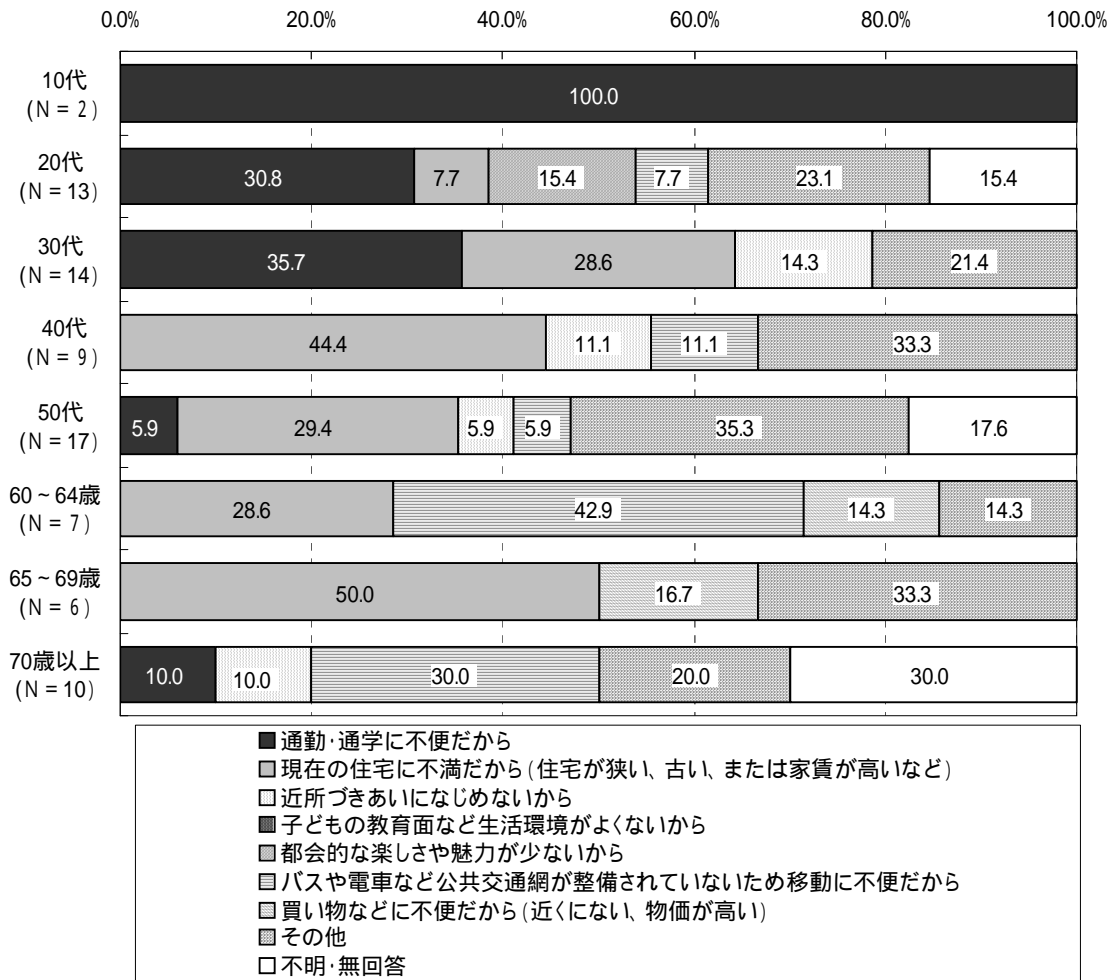 0.0% 20.0% 40.0% 60.0% 80.0% 100.0%
10代
(N = 2)
100.0
20代
(N = 13)
30.8 7.7 15.4 7.7 23.1 15.4
30代
(N = 14)
35.7 28.6 14.3 21.4
40代
(N = 9)
44.4 11.1 11.1 33.3
50代
(N = 17)
5.9 29.4 5.9 5.9 35.3 17.6
60~64歳
(N = 7)
28.6 42.9 14.3 14.3
65~69歳
(N = 6)
50.0 16.7 33.3
70歳以上
(N = 10)
10.0 10.0 30.0 20.0 30.0
通勤・通学に不便だから
現在の住宅に不満だから(住宅が狭い、古い、または家賃が高いなど)
近所づきあいになじめないから
子どもの教育面など生活環境がよくないから
都会的な楽しさや魅力が少ないから
バスや電車など公共交通網が整備されていないため移動に不便だから
買い物などに不便だから(近くにない、物価が高い)
その他
不明・無回答